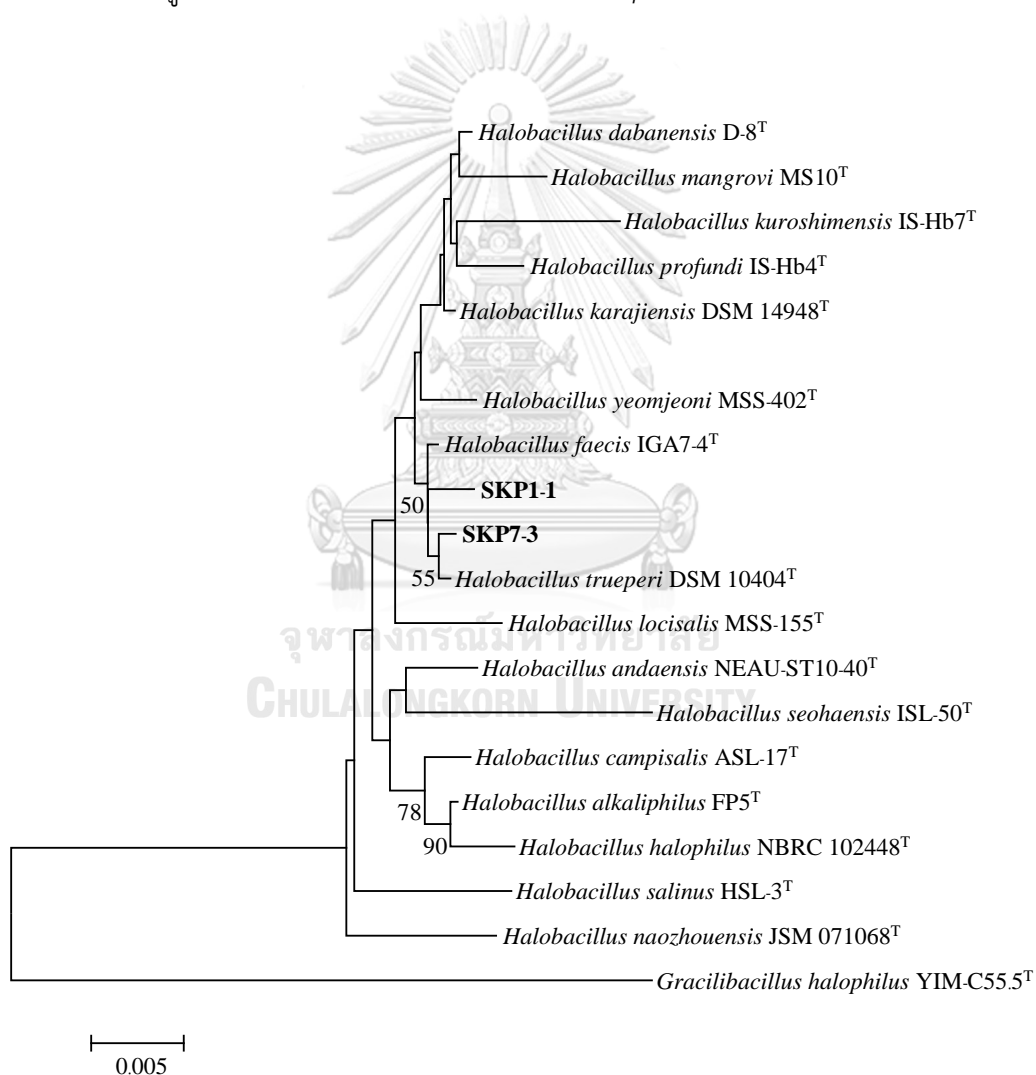 Halobacillus dabanensis D-8ᵀ
Halobacillus mangrovi MS10ᵀ
Halobacillus kuroshimensis IS-Hb7ᵀ
Halobacillus profundi IS-Hb4ᵀ
Halobacillus karajiensis DSM 14948ᵀ
Halobacillus yeomjeoni MSS-402ᵀ
Halobacillus faecis IGA7-4ᵀ
SKP1-1
50
SKP7-3
55
Halobacillus trueperi DSM 10404ᵀ
Halobacillus locisalis MSS-155ᵀ
จุฬาลงกรณ์มหาวิทยาลัย
Halobacillus andaensis NEAU-ST10-40ᵀ
CHULALONGKORN UNIVERSITY
Halobacillus seohaensis ISL-50ᵀ
Halobacillus campisalis ASL-17ᵀ
78
Halobacillus alkaliphilus FP5ᵀ
90
Halobacillus halophilus NBRC 102448ᵀ
Halobacillus salinus HSL-3ᵀ
Halobacillus naozhouensis JSM 071068ᵀ
Gracilibacillus halophilus YIM-C55.5ᵀ
0.005